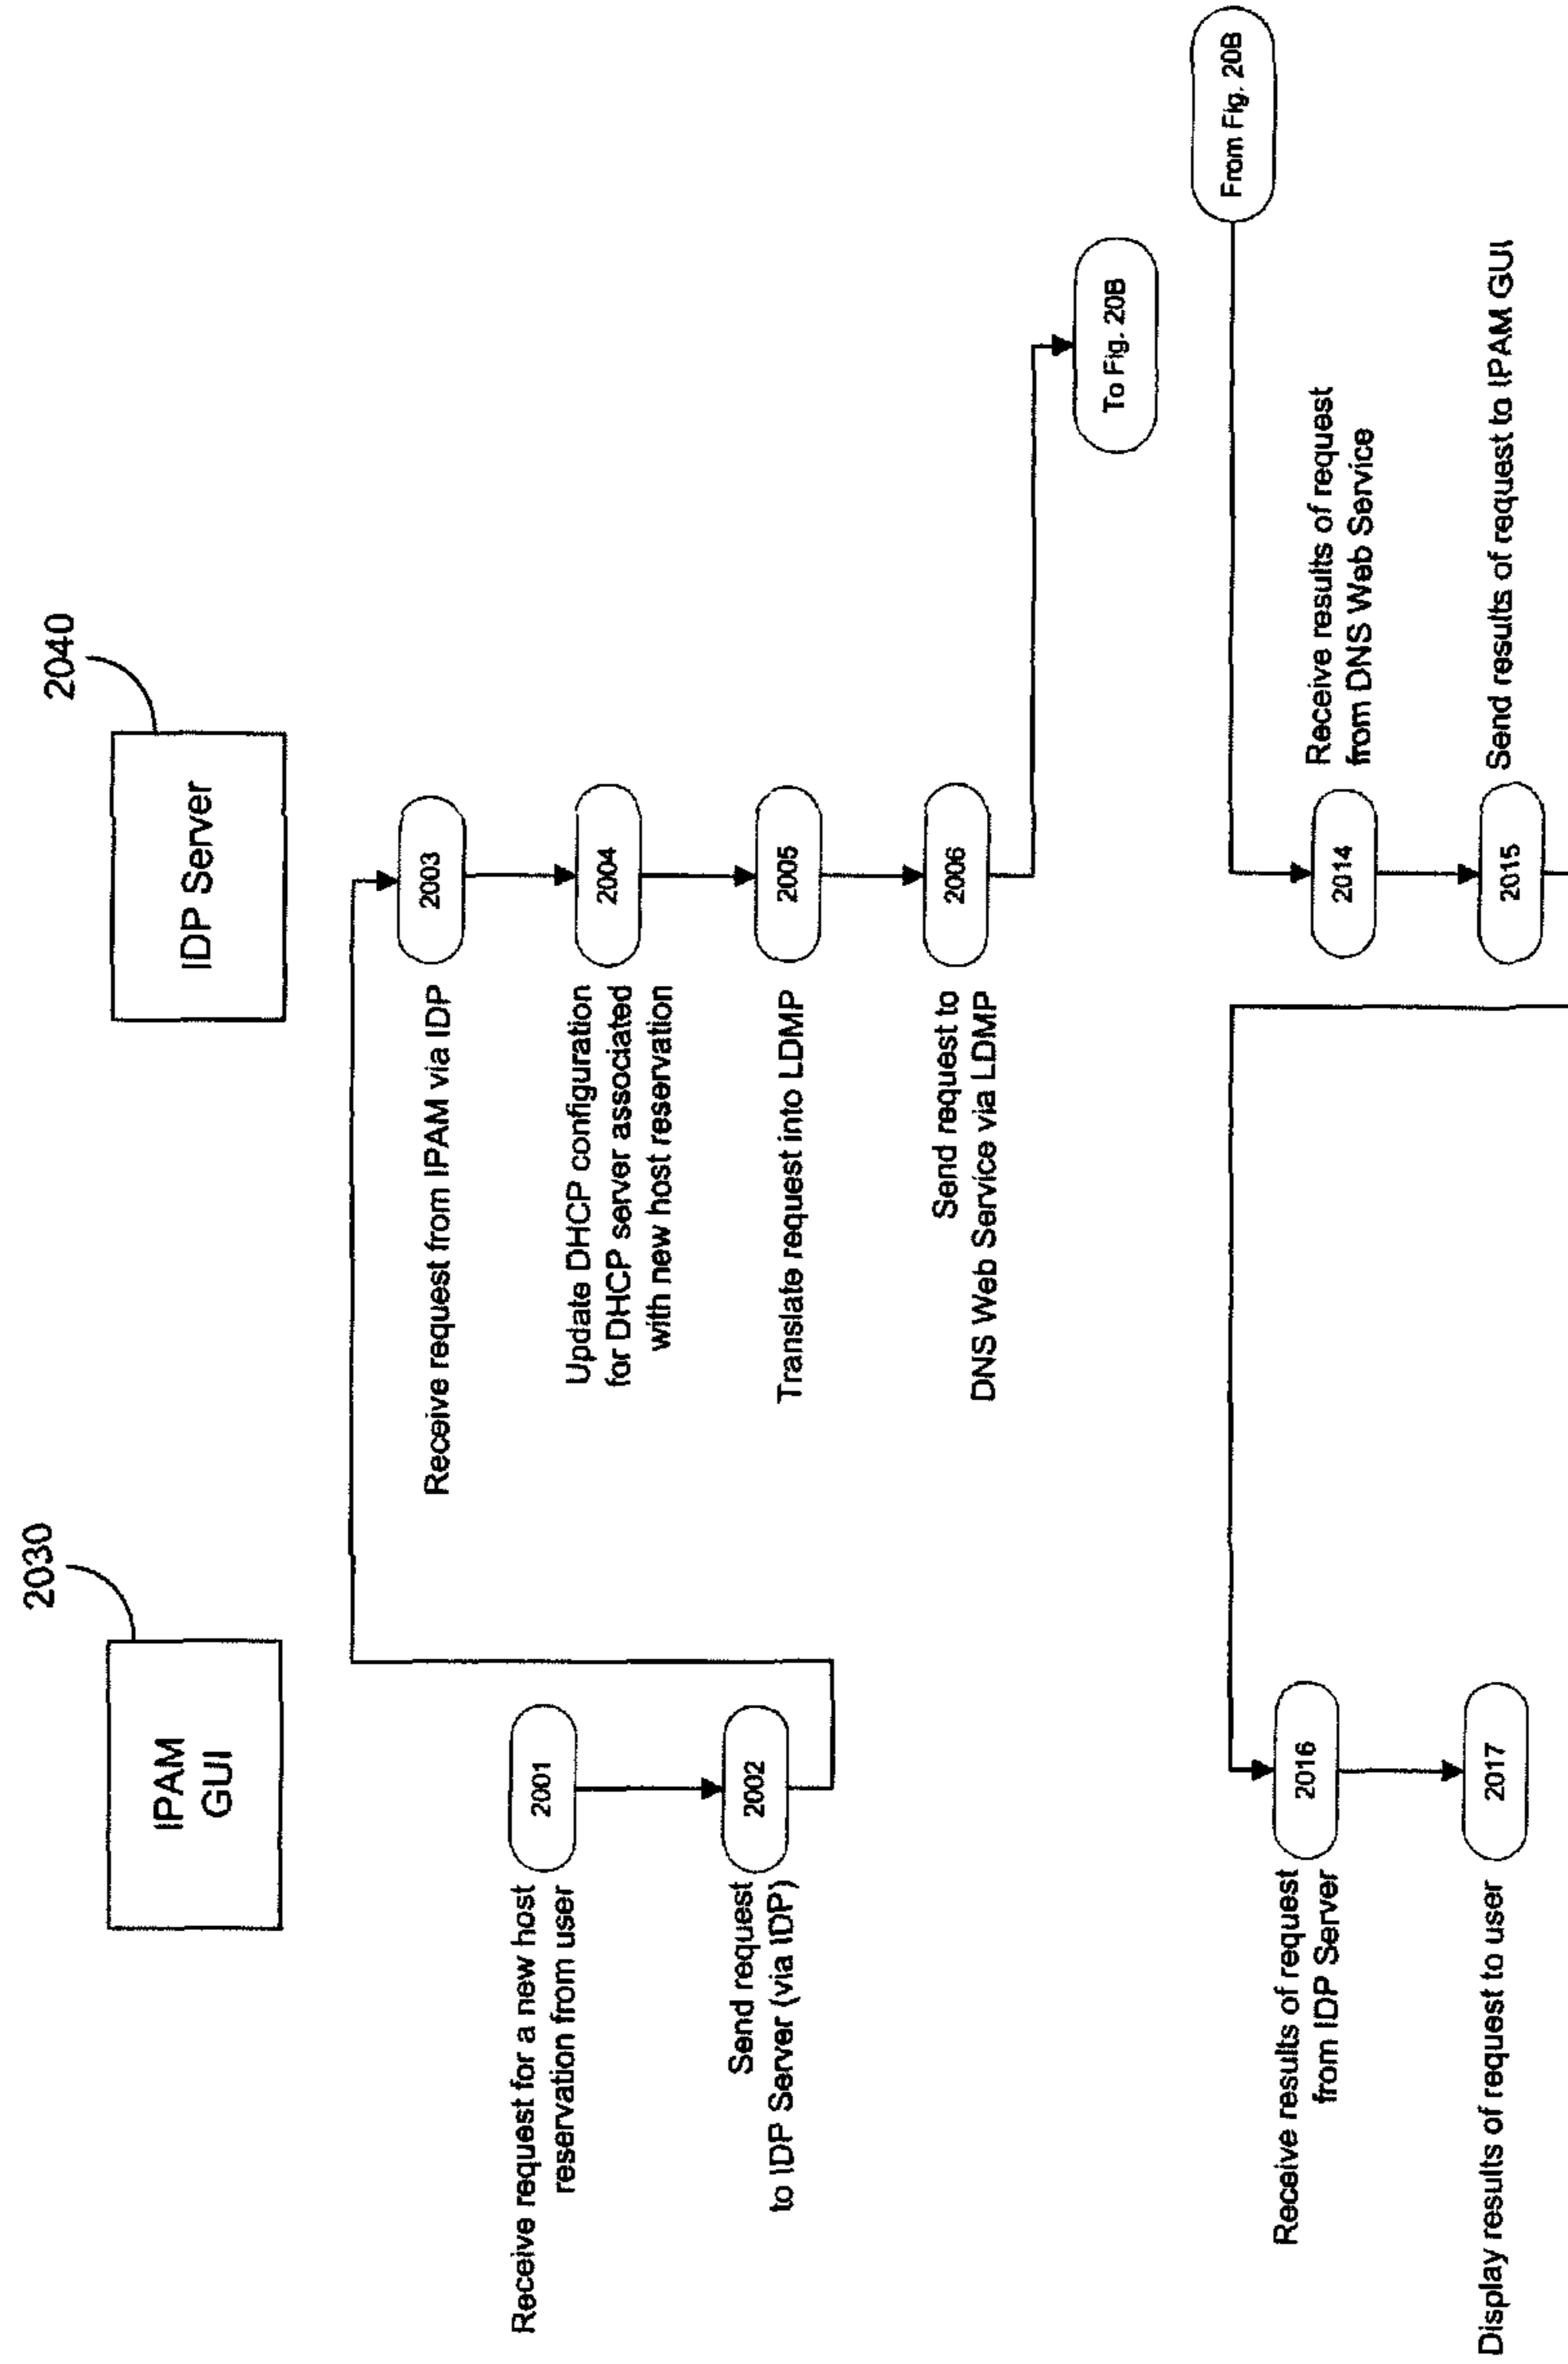 2030
IPAM
GUI
2040
IDP Server
Receive request for a new host
reservation from user
2001
Send request
to IDP Server (via IDP)
2002
Receive request from IPAM via IDP
2003
Update DHCP configuration
for DHCP server associated
with new host reservation
2004
Translate request into LDMP
2005
Send request to
DNS Web Service via LDMP
2006
To Fig. 20B
From Fig. 20B
Receive results of request
from DNS Web Service
2014
Send results of request to IPAM GUI
2015
Receive results of request
from IDP Server
2016
Display results of request to user
2017